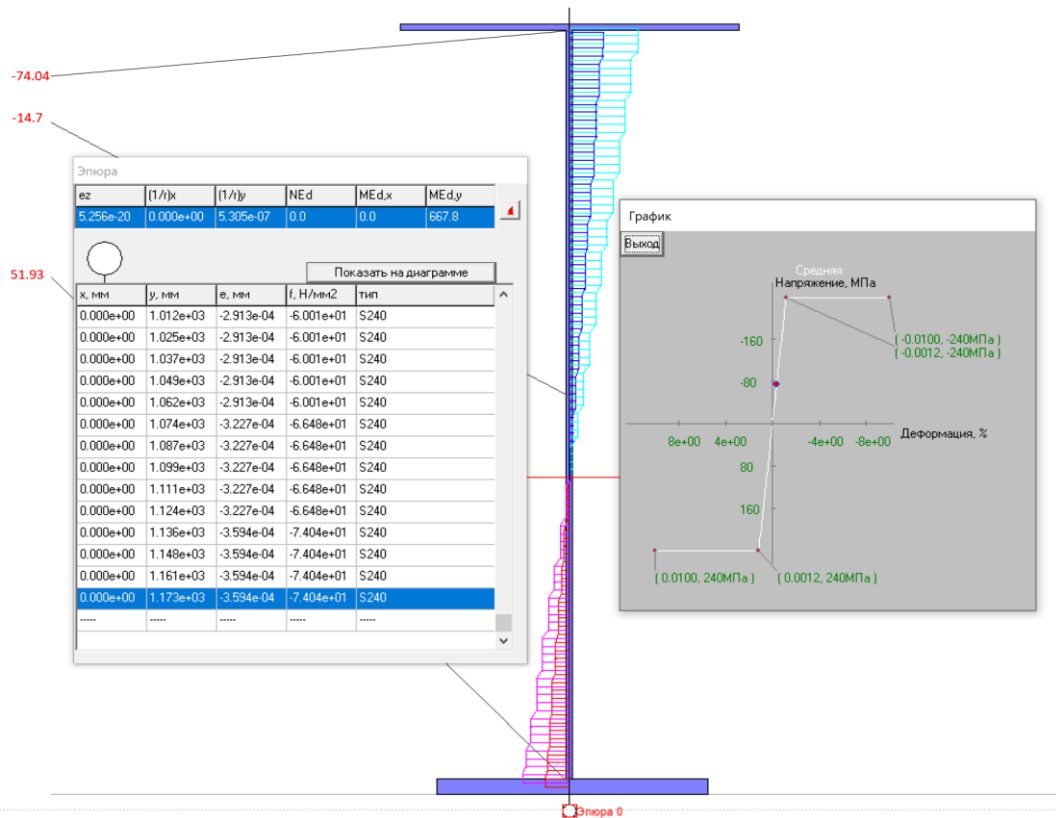 -74.04
-14.7
51.93
Эпюра
ez (1/r)x (1/r)y NEd MEd,x MEd,y
5.256e-20 0.000e+00 5.305e-07 0.0 0.0 667.8
Показать на диаграмме
x, мм y, мм e, мм f, Н/мм2 тип
0.000e+00 1.012e+03 -2.913e-04 -6.001e+01 S240
0.000e+00 1.025e+03 -2.913e-04 -6.001e+01 S240
0.000e+00 1.037e+03 -2.913e-04 -6.001e+01 S240
0.000e+00 1.049e+03 -2.913e-04 -6.001e+01 S240
0.000e+00 1.062e+03 -2.913e-04 -6.001e+01 S240
0.000e+00 1.074e+03 -3.227e-04 -6.648e+01 S240
0.000e+00 1.087e+03 -3.227e-04 -6.648e+01 S240
0.000e+00 1.099e+03 -3.227e-04 -6.648e+01 S240
0.000e+00 1.111e+03 -3.227e-04 -6.648e+01 S240
0.000e+00 1.124e+03 -3.227e-04 -6.648e+01 S240
0.000e+00 1.136e+03 -3.594e-04 -7.404e+01 S240
0.000e+00 1.148e+03 -3.594e-04 -7.404e+01 S240
0.000e+00 1.161e+03 -3.594e-04 -7.404e+01 S240
0.000e+00 1.173e+03 -3.594e-04 -7.404e+01 S240
----- ----- ----- ----- -----
График
Выход
Средняя
Напряжение, МПа
-160
( -0.0100, -240МПа )
( -0.0012, -240МПа )
-80
Деформация, %
8e+00 4e+00 -4e+00 -8e+00
80
160
( 0.0100, 240МПа ) ( 0.0012, 240МПа )
Эпюра 0